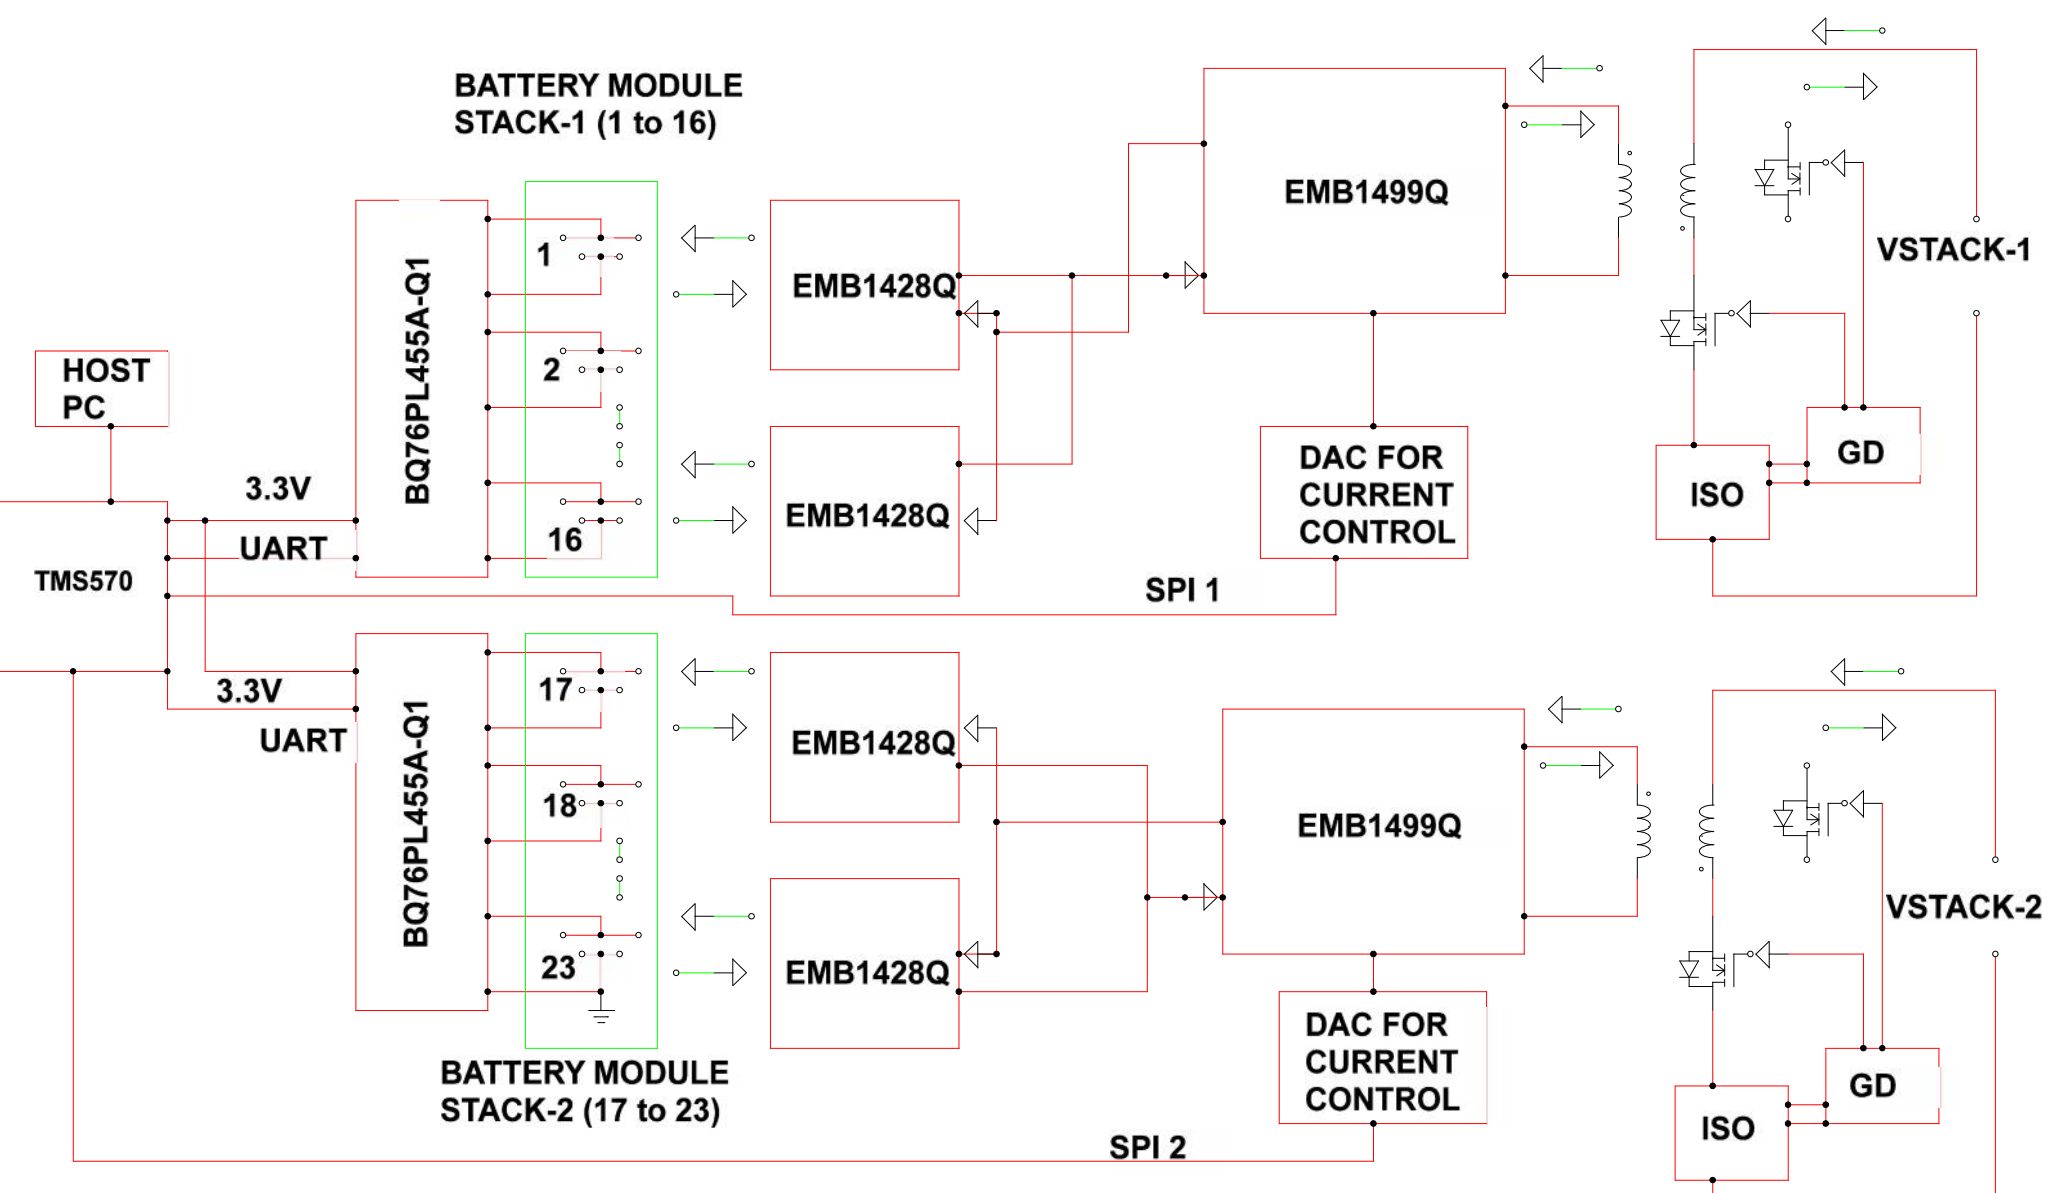 BATTERY MODULE
STACK-1 (1 to 16)
EMB1499Q
VSTACK-1
BQ76PL455A-Q1
1
2
16
EMB1428Q
EMB1428Q
HOST
PC
3.3V
UART
TMS570
DAC FOR
CURRENT
CONTROL
GD
ISO
SPI 1
3.3V
UART
BQ76PL455A-Q1
17
18
23
EMB1428Q
EMB1428Q
EMB1499Q
VSTACK-2
DAC FOR
CURRENT
CONTROL
GD
ISO
BATTERY MODULE
STACK-2 (17 to 23)
SPI 2